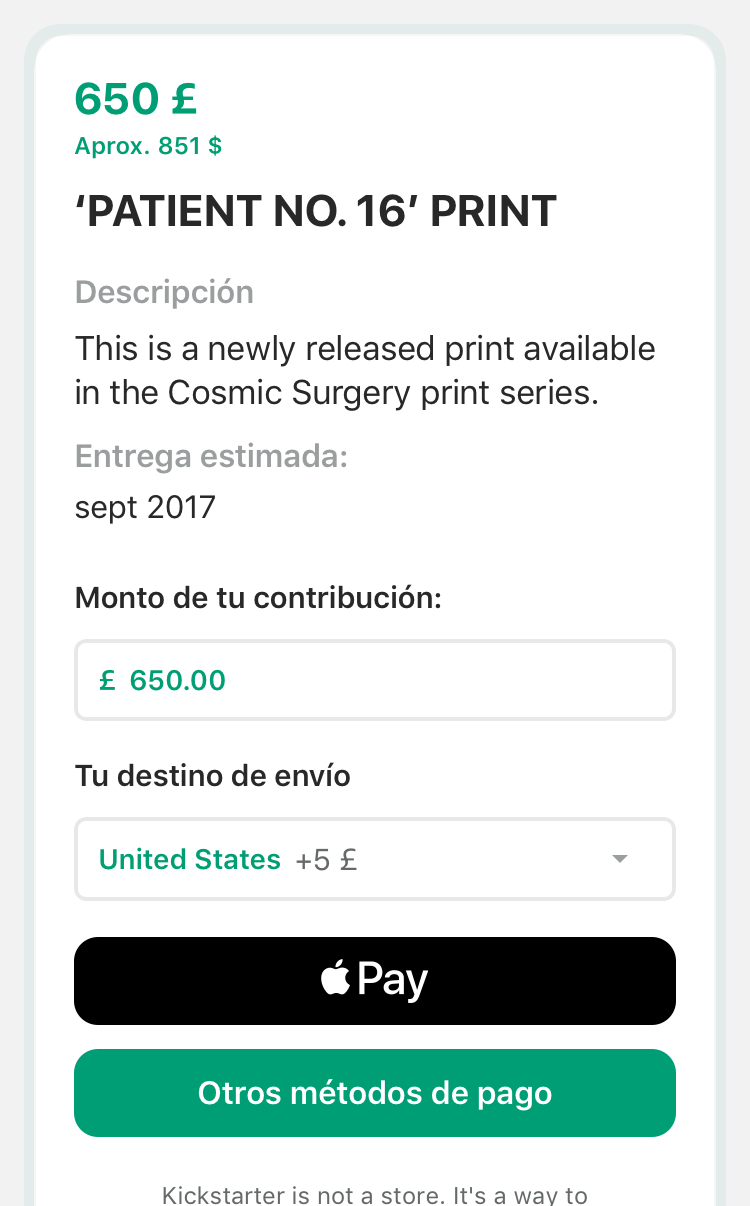 650 £
Aprox. 851 $
‘PATIENT NO. 16’ PRINT
Descripción
This is a newly released print available
in the Cosmic Surgery print series.
Entrega estimada:
sept 2017
Monto de tu contribución:
£ 650.00
Tu destino de envío
United States +5 £
Pay
Otros métodos de pago
Kickstarter is not a store. It's a way to